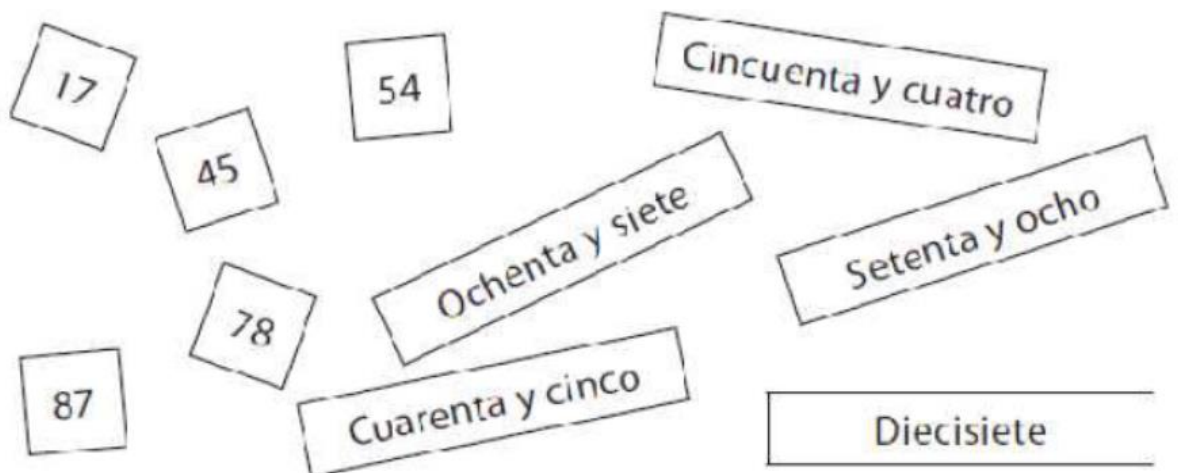 17
54
Cincuenta y cuatro
45
Ochenta y siete
Setenta y ocho
78
87
Cuarenta y cinco
Diecisiete